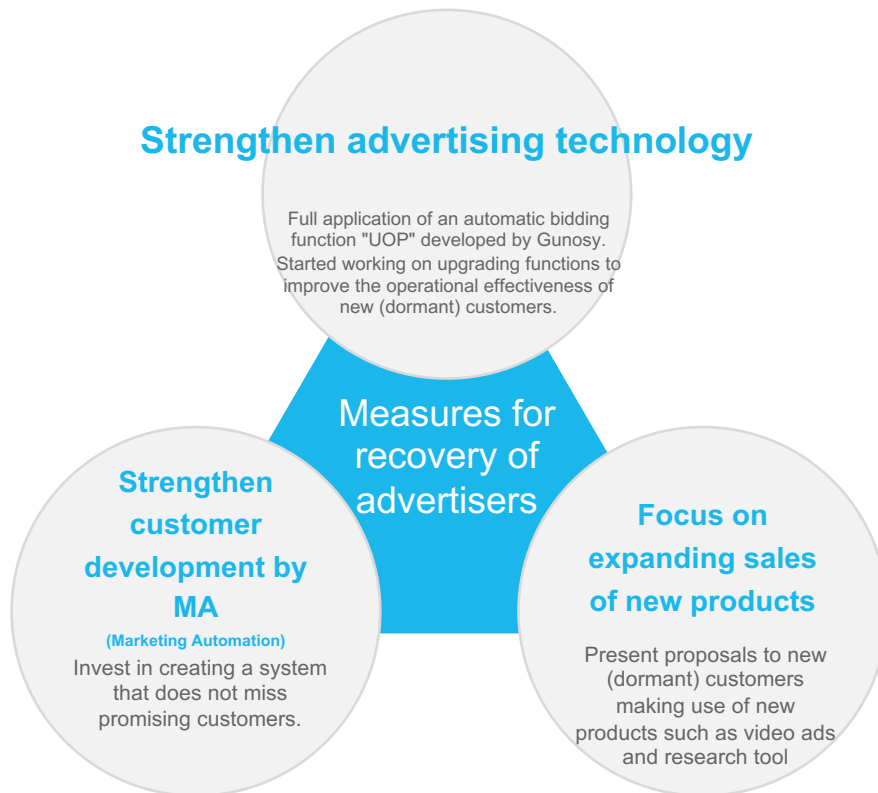 Strengthen advertising technology
Full application of an automatic bidding
function "UOP" developed by Gunosy.
Started working on upgrading functions to
improve the operational effectiveness of
new (dormant) customers.
Measures for
recovery of
advertisers
Strengthen
customer
development by
MA
(Marketing Automation)
Invest in creating a system
that does not miss
promising customers.
Focus on
expanding sales
of new products
Present proposals to new
(dormant) customers
making use of new
products such as video ads
and research tool